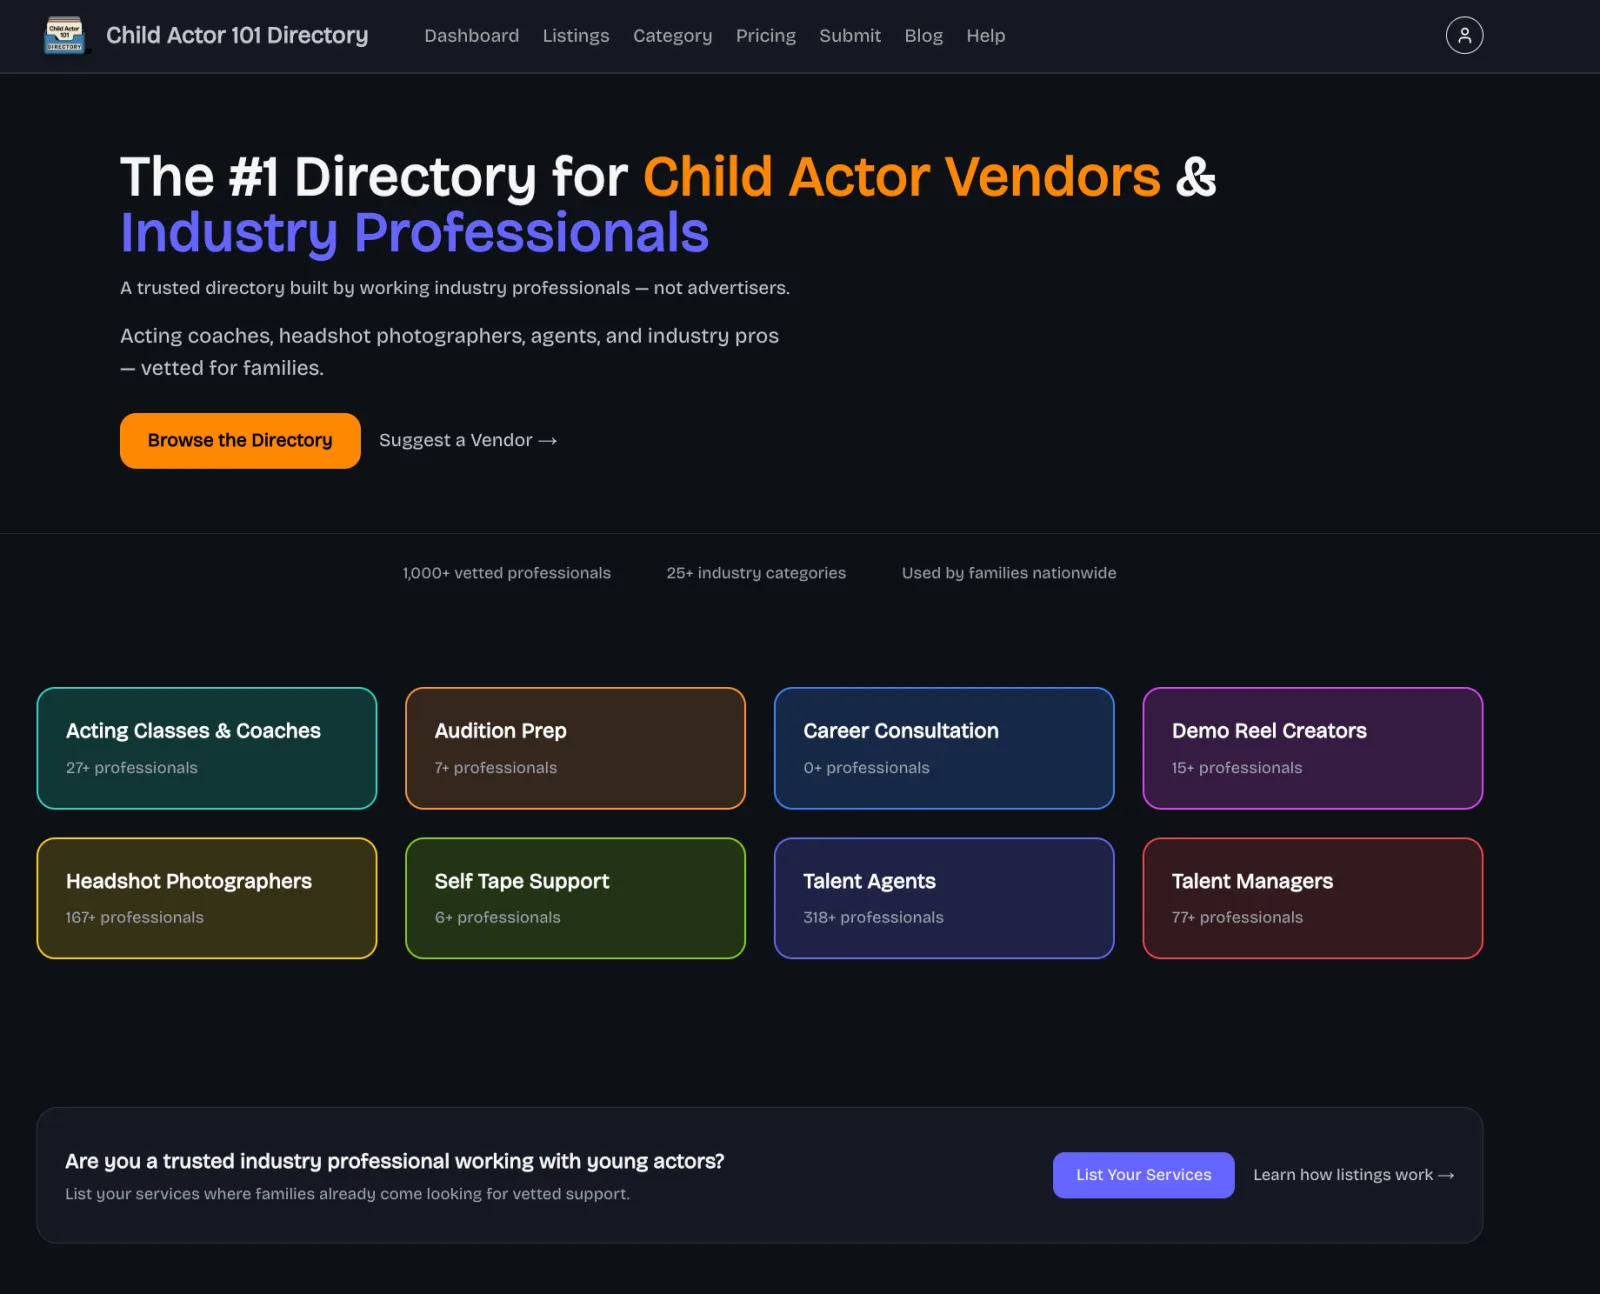 Child Actor
101
DIRECTORY
Child Actor 101 Directory
Dashboard
Listings
Category
Pricing
Submit
Blog
Help
The #1 Directory for Child Actor Vendors &
Industry Professionals
A trusted directory built by working industry professionals — not advertisers.
Acting coaches, headshot photographers, agents, and industry pros
— vetted for families.
Browse the Directory
Suggest a Vendor →
1,000+ vetted professionals
25+ industry categories
Used by families nationwide
Acting Classes & Coaches
27+ professionals
Audition Prep
7+ professionals
Career Consultation
0+ professionals
Demo Reel Creators
15+ professionals
Headshot Photographers
167+ professionals
Self Tape Support
6+ professionals
Talent Agents
318+ professionals
Talent Managers
77+ professionals
Are you a trusted industry professional working with young actors?
List your services where families already come looking for vetted support.
List Your Services
Learn how listings work →